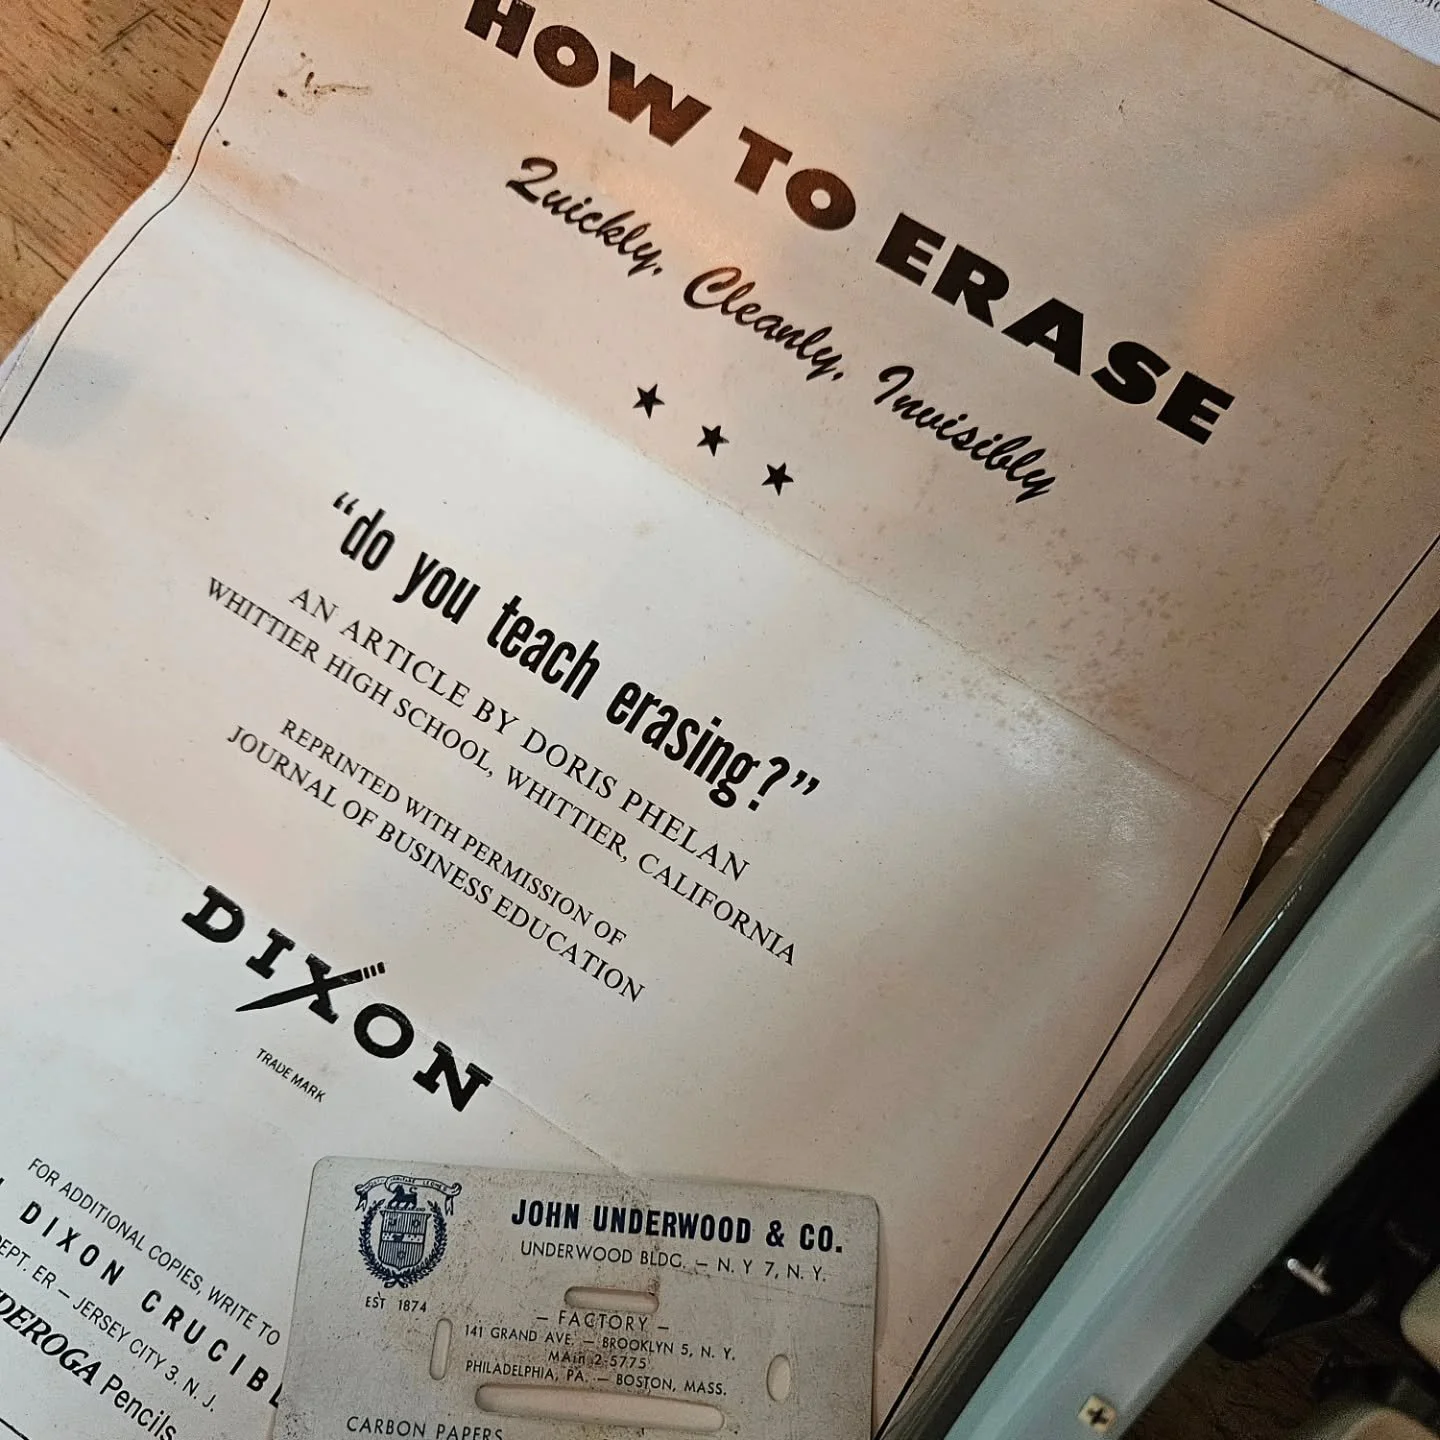 HOW TO ERASE
Quickly, Cleanly, Invisibly
“do you teach erasing?”
AN ARTICLE BY DORIS PHELAN
WHITTIER HIGH SCHOOL, WHITTIER, CALIFORNIA
REPRINTED WITH PERMISSION OF
JOURNAL OF BUSINESS EDUCATION
DIXON
TRADE MARK
FOR ADDITIONAL COPIES, WRITE TO
DIXON CRUCIBL
DEPT. ER – JERSEY CITY 3, N. J.
DEROGA Pencils
JOHN UNDERWOOD & CO.
UNDERWOOD BLDG. – N. Y 7, N. Y.
EST 1874
– FACTORY –
141 GRAND AVE. – BROOKLYN 5, N. Y.
MAin 2-5775
PHILADELPHIA, PA. – BOSTON, MASS.
CARBON PAPERS